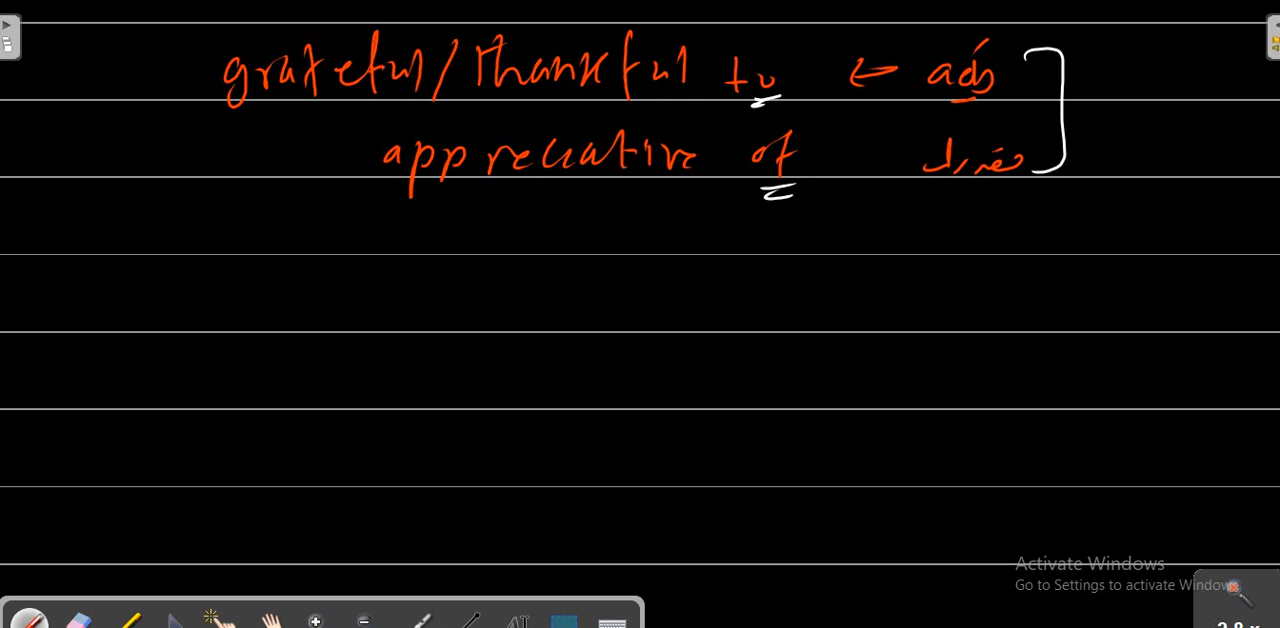 grateful/thankful to ←
appreciative of
Activate Windows
Go to Settings to activate Windows